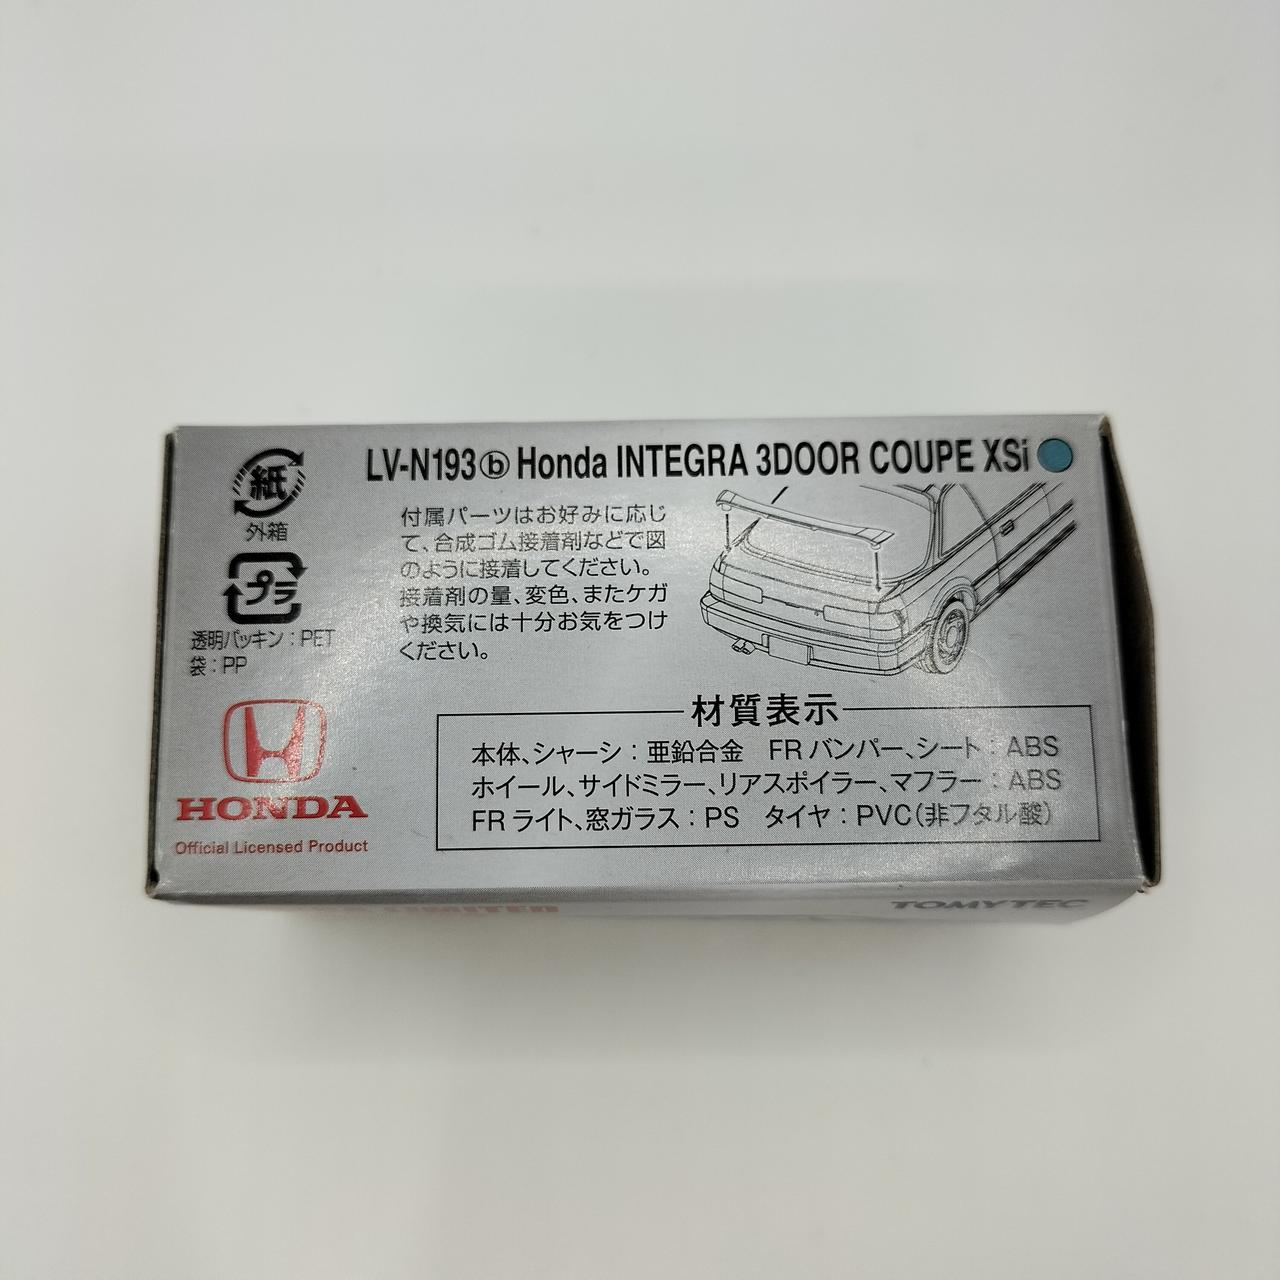 LV-N193ⓑ Honda INTEGRA 3DOOR COUPE XSi
紙
外箱
プラ
透明パッキン：PET
袋：PP
付属パーツはお好みに応じ
て、合成ゴム接着剤などで図
のように接着してください。
接着剤の量、変色、またケガ
や換気には十分お気をつけ
ください。
HONDA
Official Licensed Product
材質表示
本体、シャーシ：亜鉛合金　FRバンパー、シート：ABS
ホイール、サイドミラー、リアスポイラー、マフラー：ABS
FRライト、窓ガラス：PS　タイヤ：PVC（非フタル酸）
LIMITED
TOMYTEC